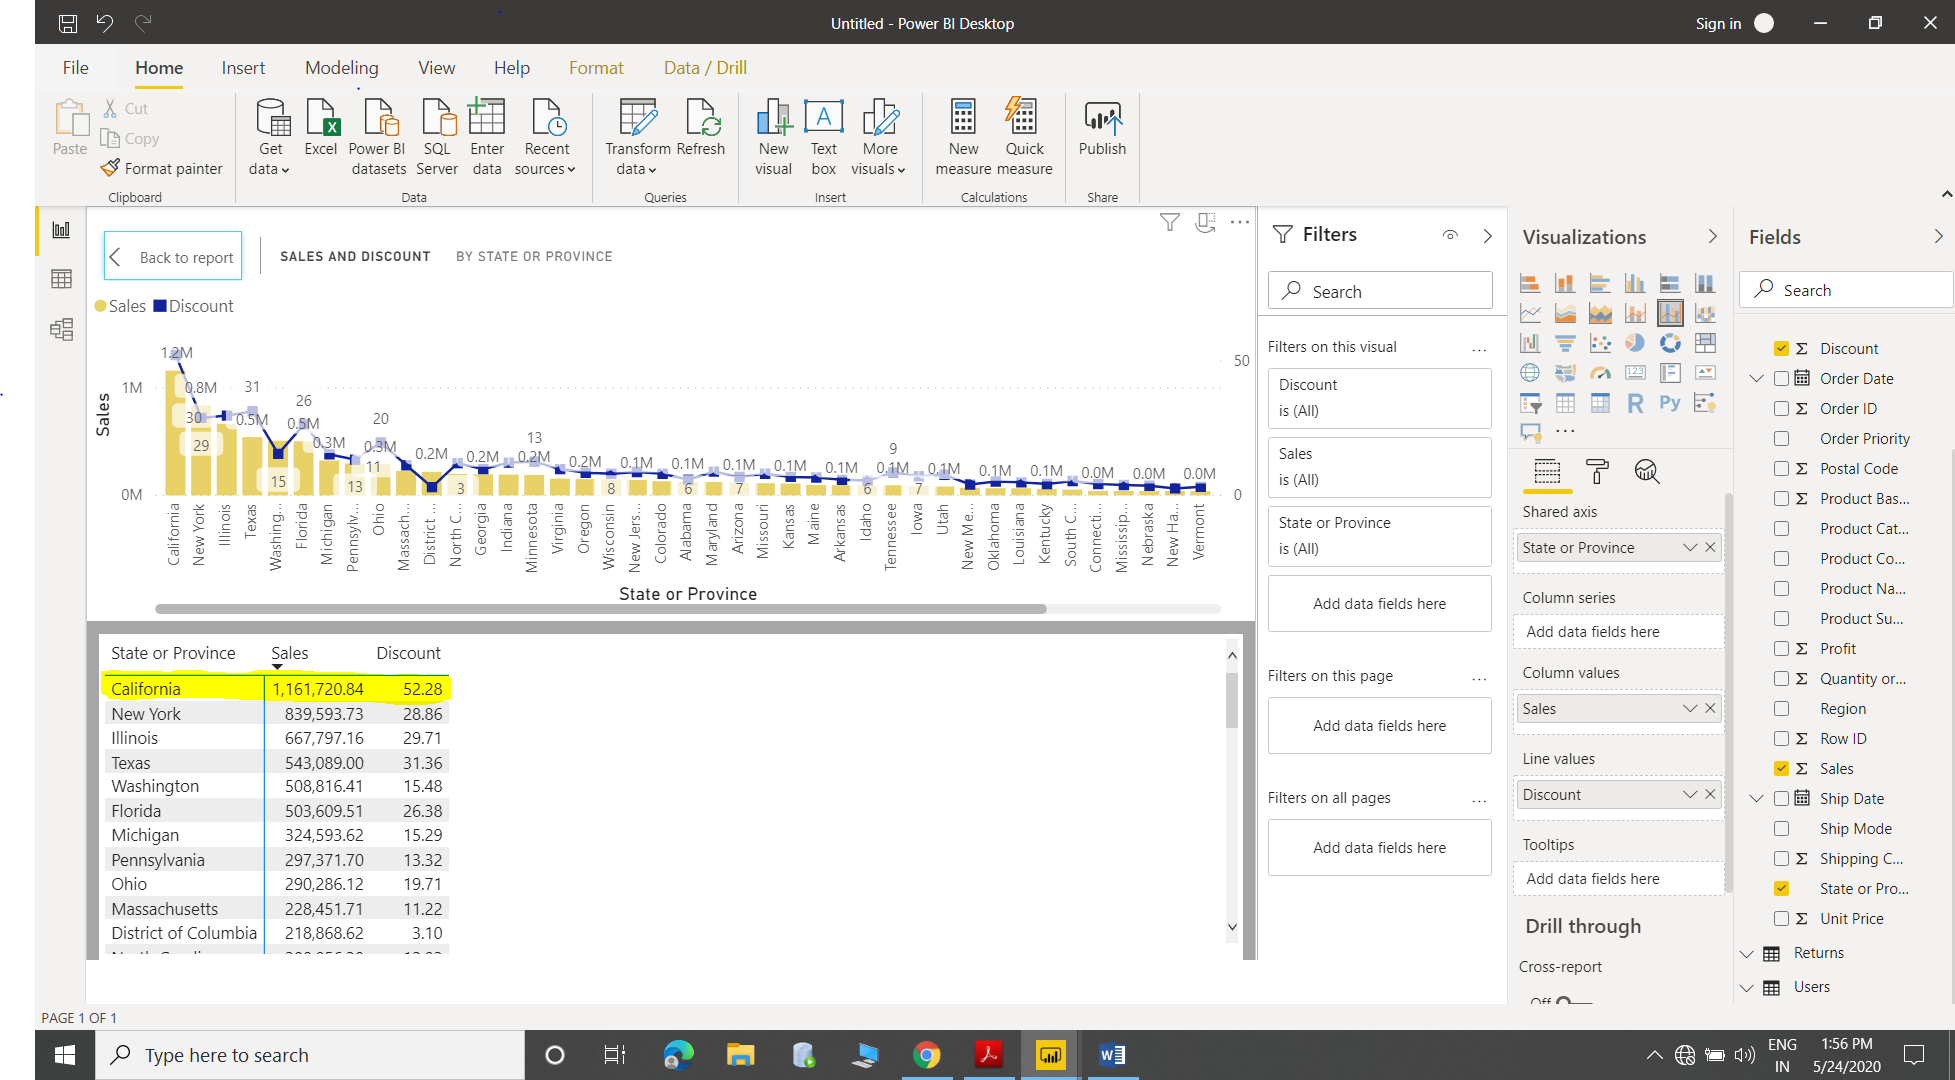 Untitled - Power BI Desktop
Sign in
File
Home
Insert
Modeling
View
Help
Format
Data / Drill
Paste
Cut
Copy
Format painter
Clipboard
Get data
Excel
Power BI datasets
SQL Server
Enter data
Recent sources
Data
Transform data
Refresh
Queries
New visual
Text box
More visuals
Insert
New measure
Quick measure
Calculations
Publish
Share
Back to report
SALES AND DISCOUNT
BY STATE OR PROVINCE
Sales
Discount
Sales
1M
0M
50
0
1.2M
0.8M
31
30
0.5M
29
26
0.5M
15
0.3M
13
20
0.3M
11
0.2M
3
0.2M
13
0.2M
0.2M
8
0.1M
0.1M
6
0.1M
7
0.1M
0.1M
6
9
0.1M
7
0.1M
0.1M
0.1M
0.0M
0.0M
0.0M
California
New York
Illinois
Texas
Washing...
Florida
Michigan
Pennsylv...
Ohio
Massach...
District ...
North C...
Georgia
Indiana
Minnesota
Virginia
Oregon
Wisconsin
New Jers...
Colorado
Alabama
Maryland
Arizona
Missouri
Kansas
Maine
Arkansas
Idaho
Tennessee
Iowa
Utah
New Me...
Oklahoma
Louisiana
Kentucky
South C...
Connecti...
Mississip...
Nebraska
New Ha...
Vermont
State or Province
State or Province Sales Discount
California 1,161,720.84 52.28
New York 839,593.73 28.86
Illinois 667,797.16 29.71
Texas 543,089.00 31.36
Washington 508,816.41 15.48
Florida 503,609.51 26.38
Michigan 324,593.62 15.29
Pennsylvania 297,371.70 13.32
Ohio 290,286.12 19.71
Massachusetts 228,451.71 11.22
District of Columbia 218,868.62 3.10
Filters
Search
Filters on this visual ...
Discount
is (All)
Sales
is (All)
State or Province
is (All)
Add data fields here
Filters on this page ...
Add data fields here
Filters on all pages ...
Add data fields here
Visualizations
123
R
Py
...
Shared axis
State or Province
Column series
Add data fields here
Column values
Sales
Line values
Discount
Tooltips
Add data fields here
Drill through
Cross-report
Off
Fields
Search
Σ Discount
Order Date
Σ Order ID
Order Priority
Σ Postal Code
Σ Product Bas...
Product Cat...
Product Co...
Product Na...
Product Su...
Σ Profit
Σ Quantity or...
Region
Σ Row ID
Σ Sales
Ship Date
Ship Mode
Σ Shipping C...
State or Pro...
Σ Unit Price
Returns
Users
PAGE 1 OF 1
Type here to search
ENG
IN
1:56 PM
5/24/2020